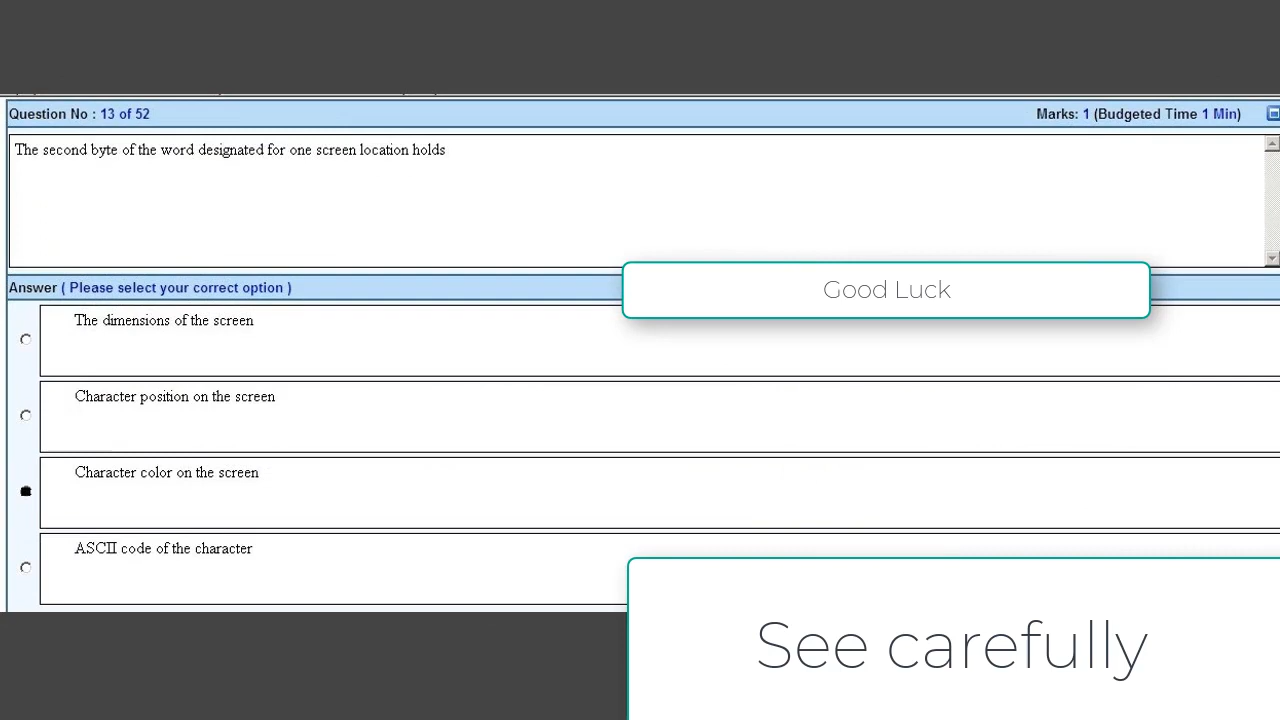 Question No : 13 of 52
Marks: 1 (Budgeted Time 1 Min)
The second byte of the word designated for one screen location holds
Answer ( Please select your correct option )
Good Luck
The dimensions of the screen
Character position on the screen
Character color on the screen
ASCII code of the character
See carefully